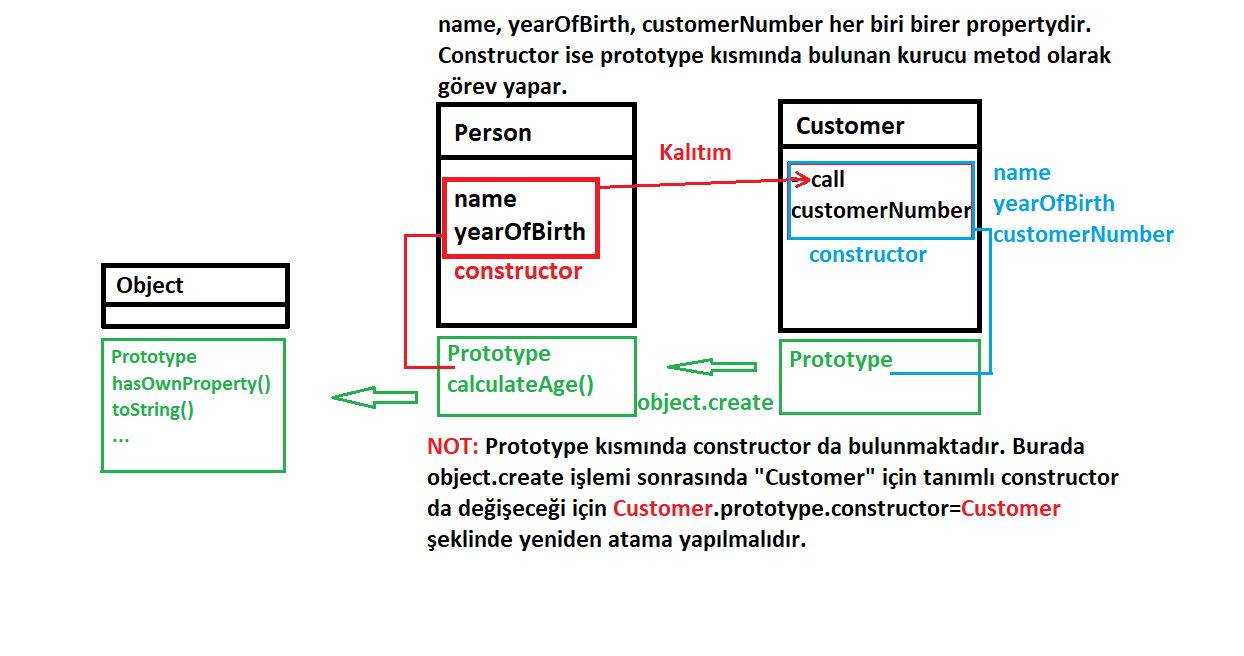 name, yearOfBirth, customerNumber her biri birer propertydir.
Constructor ise prototype kısmında bulunan kurucu metod olarak
görev yapar.
Person
name
yearOfBirth
constructor
Prototype
calculateAge()
Kalıtım
Customer
call
customerNumber
constructor
name
yearOfBirth
customerNumber
Prototype
object.create
Object
Prototype
hasOwnProperty()
toString()
...
NOT: Prototype kısmında constructor da bulunmaktadır. Burada
object.create işlemi sonrasında "Customer" için tanımlı constructor
da değişeceği için Customer.prototype.constructor=Customer
şeklinde yeniden atama yapılmalıdır.